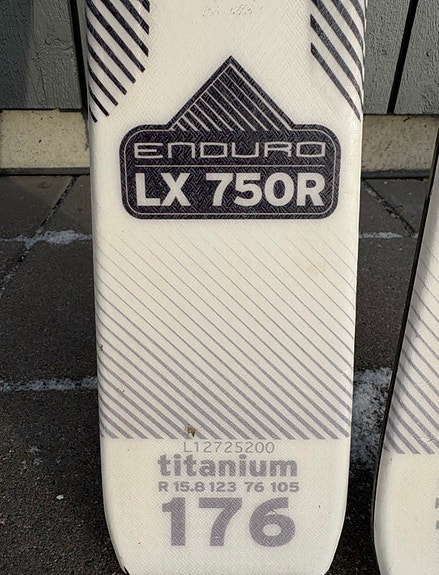 ENDURO
LX 750R
L12725200
titanium
R 15.8 123 76 105
176